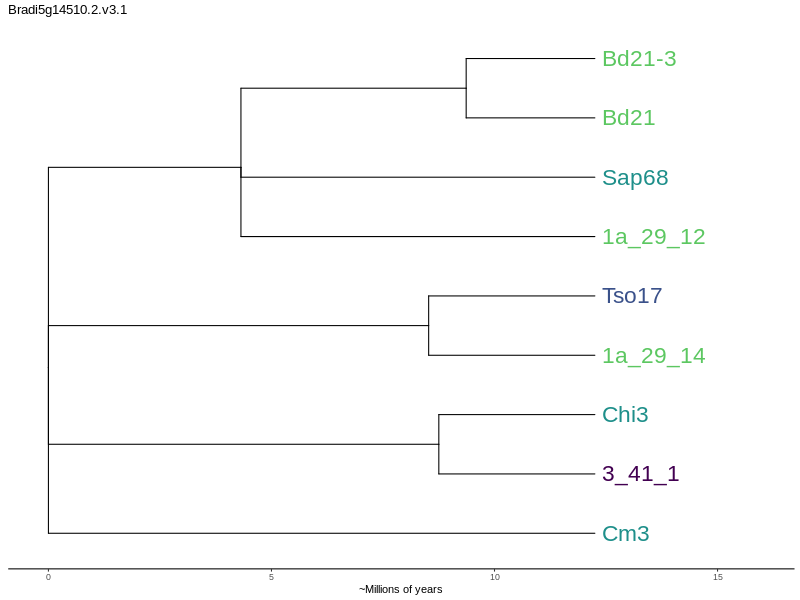 Bradi5g14510.2.v3.1
Bd21-3
Bd21
Sap68
1a_29_12
Tso17
1a_29_14
Chi3
3_41_1
Cm3
0 5 10 15
~Millions of years